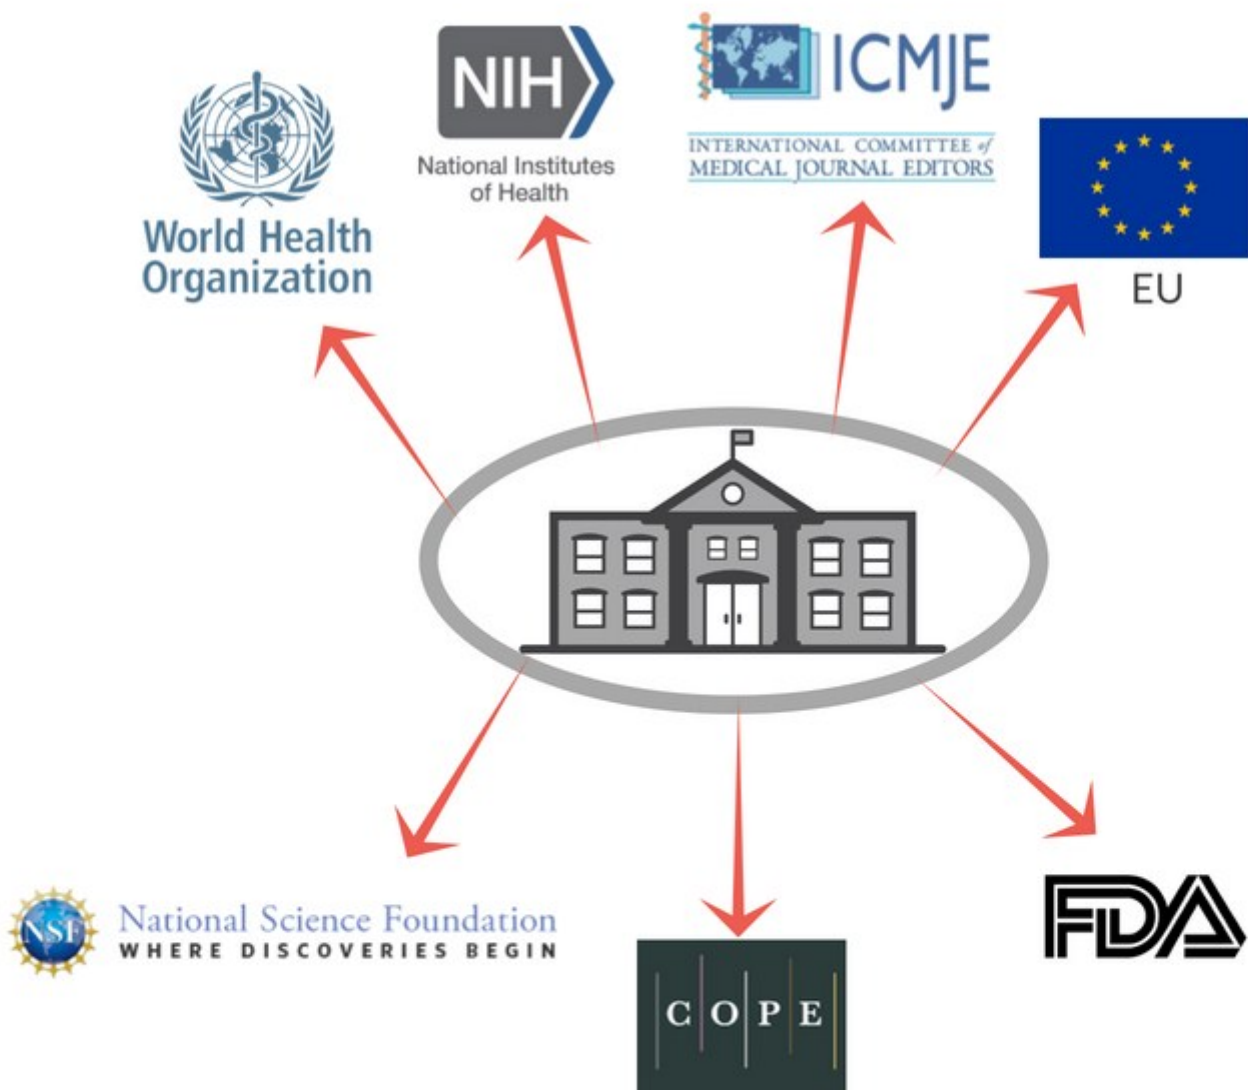 NIH
National Institutes
of Health
ICMJE
INTERNATIONAL COMMITTEE of
MEDICAL JOURNAL EDITORS
World Health
Organization
EU
NSF
National Science Foundation
WHERE DISCOVERIES BEGIN
COPE
FDA